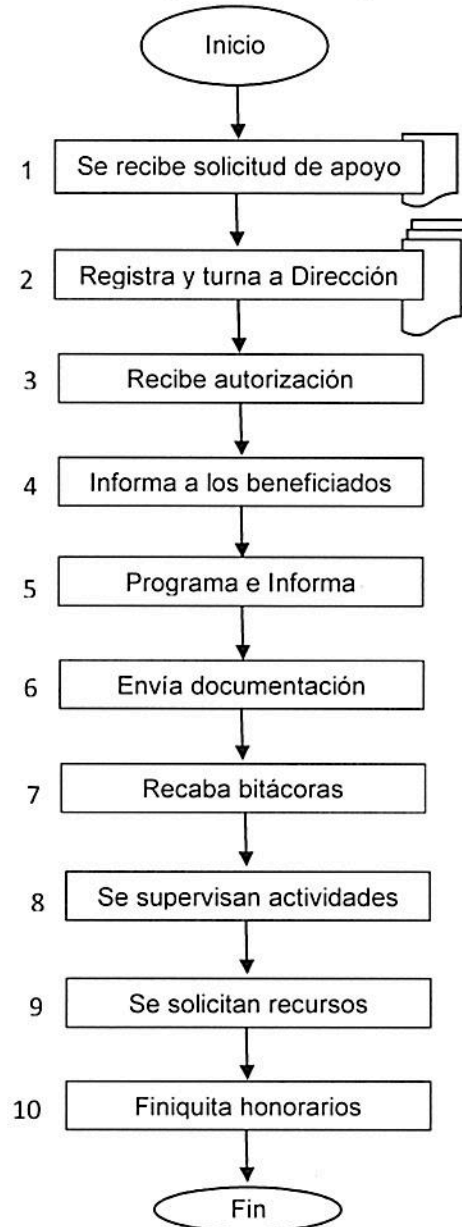 Inicio
1 Se recibe solicitud de apoyo
2 Registra y turna a Dirección
3 Recibe autorización
4 Informa a los beneficiados
5 Programa e Informa
6 Envía documentación
7 Recaba bitácoras
8 Se supervisan actividades
9 Se solicitan recursos
10 Finiquita honorarios
Fin